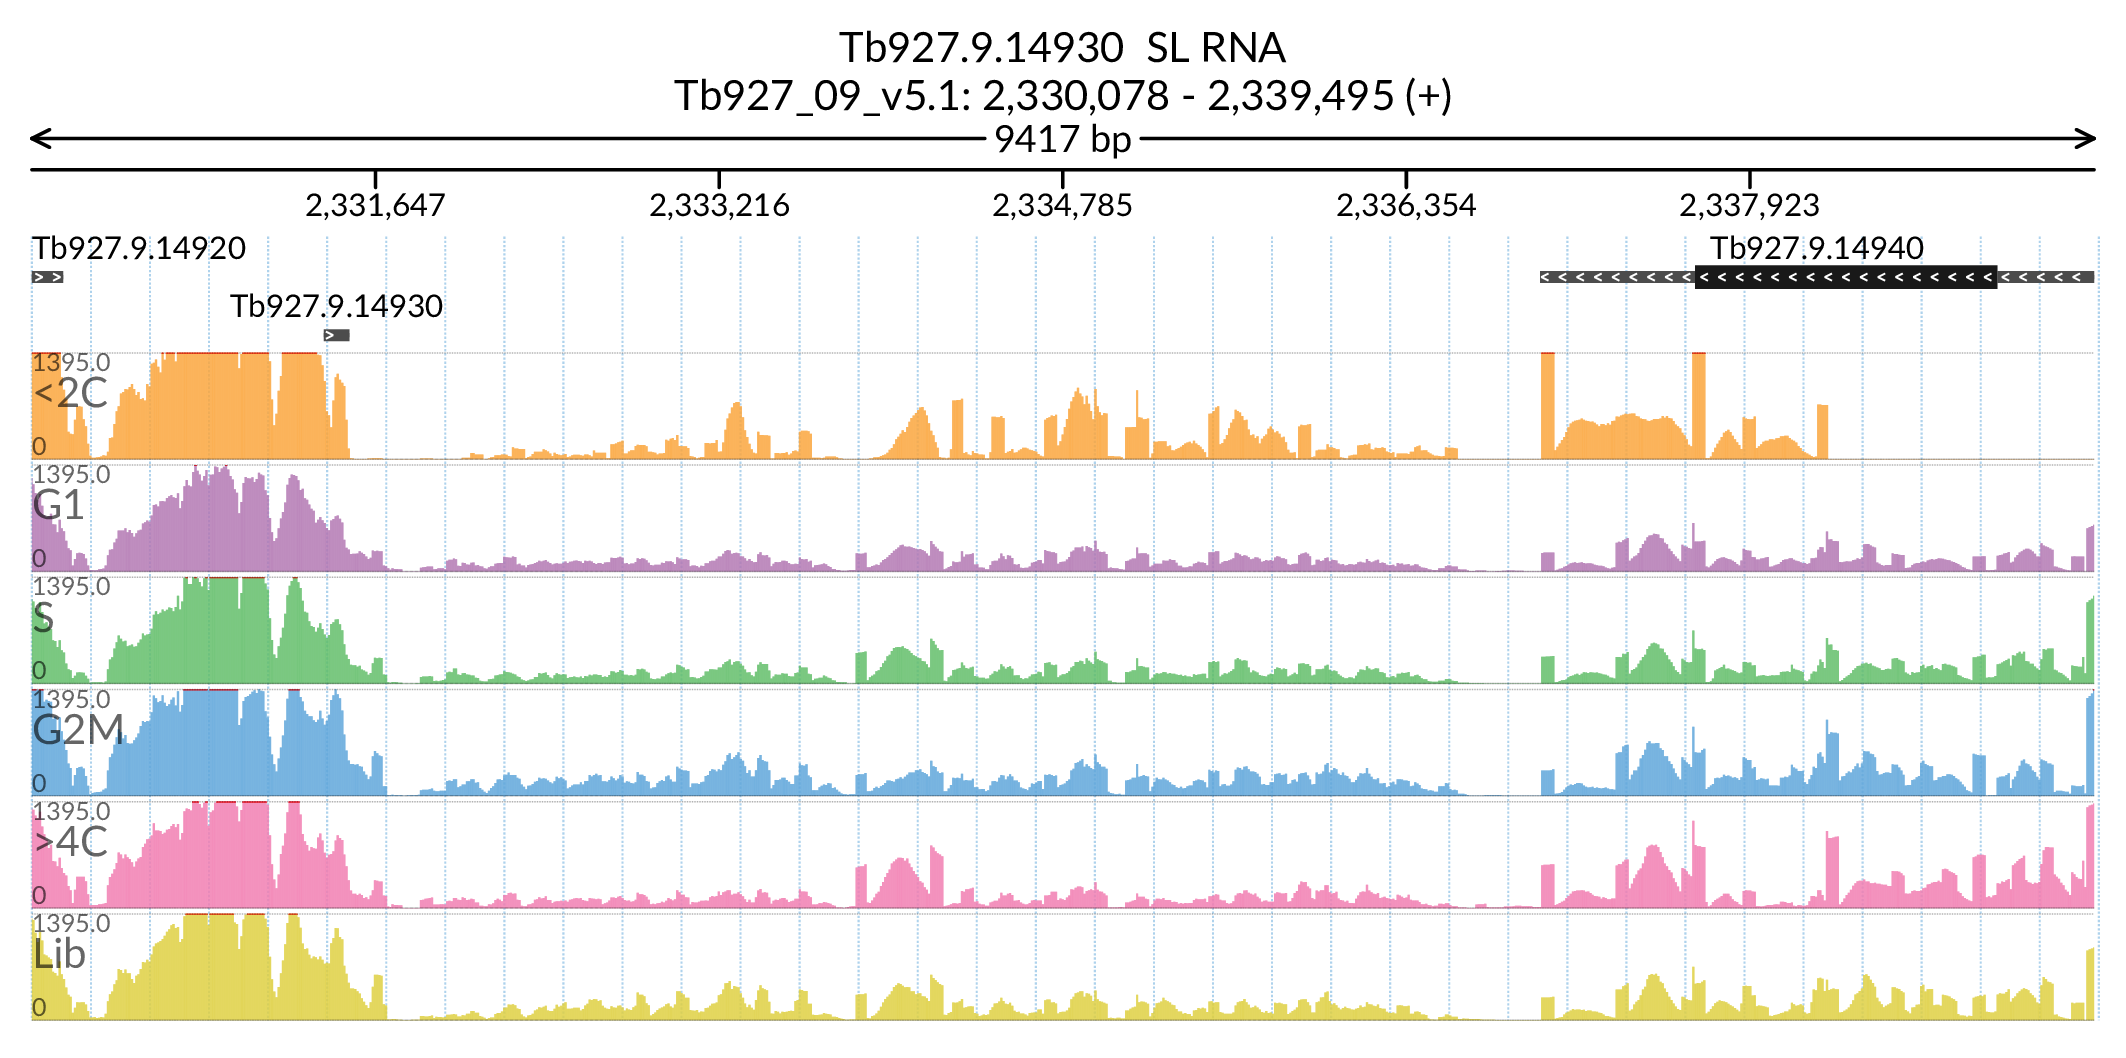 Tb927.9.14930 SL RNA
Tb927_09_v5.1: 2,330,078 - 2,339,495 (+)
9417 bp
2,331,647 2,333,216 2,334,785 2,336,354 2,337,923
Tb927.9.14920 Tb927.9.14940
Tb927.9.14930
1395.0
<2C
0
1395.0
G1
0
1395.0
S
0
1395.0
G2M
0
1395.0
>4C
0
1395.0
Lib
0